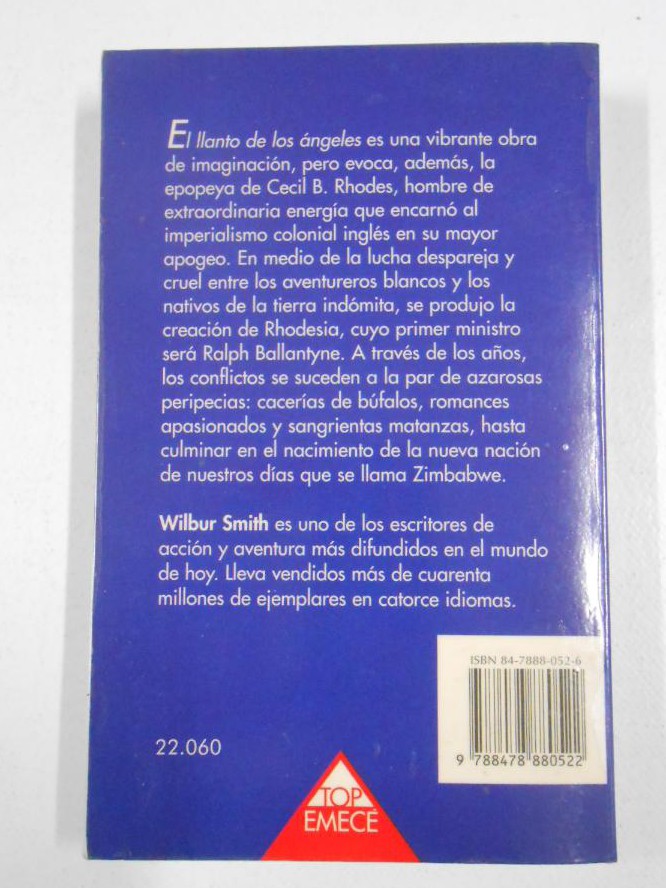 El llanto de los ángeles es una vibrante obra
de imaginación, pero evoca, además, la
epopeya de Cecil B. Rhodes, hombre de
extraordinaria energía que encarnó al
imperialismo colonial inglés en su mayor
apogeo. En medio de la lucha despareja y
cruel entre los aventureros blancos y los
nativos de la tierra indómita, se produjo la
creación de Rhodesia, cuyo primer ministro
será Ralph Ballantyne. A través de los años,
los conflictos se suceden a la par de azarosas
peripecias: cacerías de búfalos, romances
apasionados y sangrientas matanzas, hasta
culminar en el nacimiento de la nueva nación
de nuestros días que se llama Zimbabwe.
Wilbur Smith es uno de los escritores de
acción y aventura más difundidos en el mundo
de hoy. Lleva vendidos más de cuarenta
millones de ejemplares en catorce idiomas.
ISBN 84-7888-052-6
9 788478 880522
22.060
TOP
EMECÉ